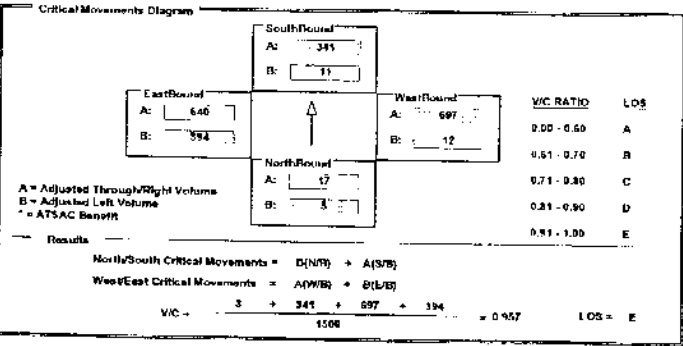 Critical Movements Diagram
SouthBound
A: 341
B: 11
EastBound
A: 640
B: 394
WestBound
A: 697
B: 12
NorthBound
A: 17
B:
V/C RATIO LOS
0.00 - 0.60 A
0.61 - 0.70 B
0.71 - 0.80 C
0.81 - 0.90 D
0.91 - 1.00 E
A = Adjusted Through/Right Volume
B = Adjusted Left Volume
* = ATSAC Benefit
Results
North/South Critical Movements = B(N/B) + A(S/B)
West/East Critical Movements = A(W/B) + B(E/B)
V/C = 3 + 341 + 697 + 394 = 0.957 LOS = E
1500